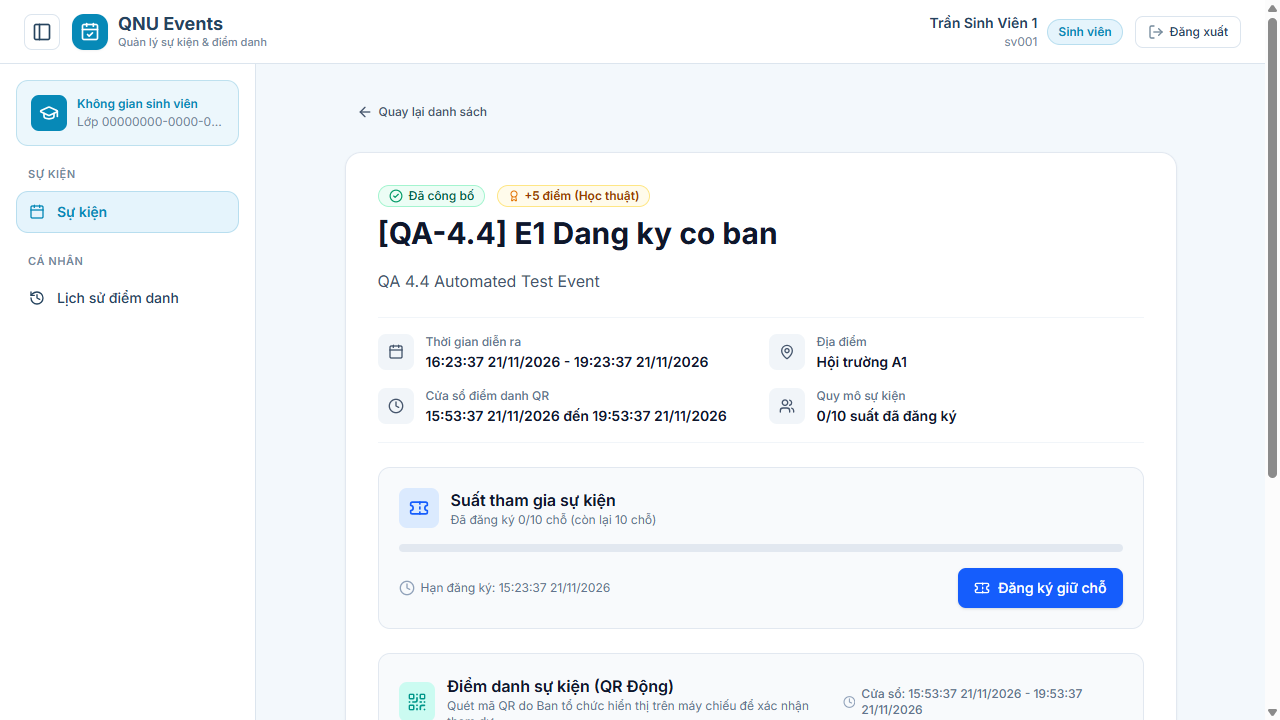 QNU Events
Quản lý sự kiện & điểm danh
Trần Sinh Viên 1
sv001
Sinh viên
Đăng xuất
Không gian sinh viên
Lớp 00000000-0000-0...
SỰ KIỆN
Sự kiện
CÁ NHÂN
Lịch sử điểm danh
Quay lại danh sách
Đã công bố
+5 điểm (Học thuật)
[QA-4.4] E1 Dang ky co ban
QA 4.4 Automated Test Event
Thời gian diễn ra
16:23:37 21/11/2026 - 19:23:37 21/11/2026
Địa điểm
Hội trường A1
Cửa sổ điểm danh QR
15:53:37 21/11/2026 đến 19:53:37 21/11/2026
Quy mô sự kiện
0/10 suất đã đăng ký
Suất tham gia sự kiện
Đã đăng ký 0/10 chỗ (còn lại 10 chỗ)
Hạn đăng ký: 15:23:37 21/11/2026
Đăng ký giữ chỗ
Điểm danh sự kiện (QR Động)
Quét mã QR do Ban tổ chức hiển thị trên máy chiếu để xác nhận
Cửa sổ: 15:53:37 21/11/2026 - 19:53:37
21/11/2026